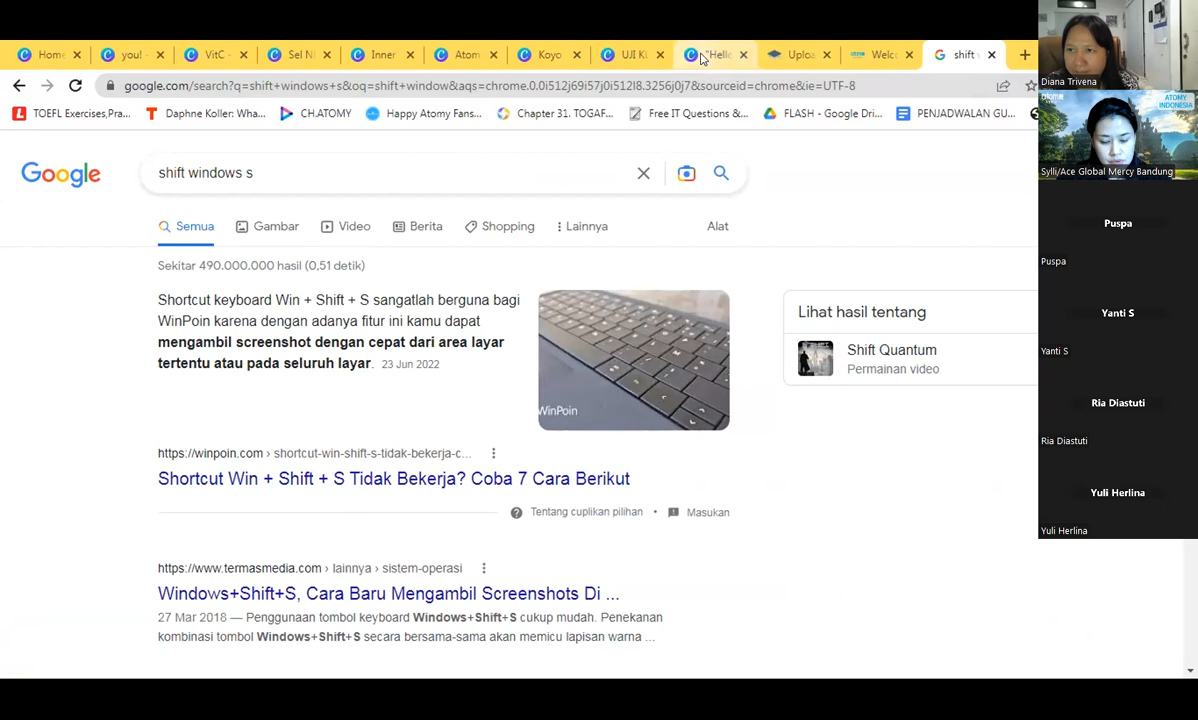 Home
you! -
VitC -
Sel N
Inner
Atom
Koyo
UJI K
"Hello
Uploa
Welc
shift
google.com/search?q=shift+windows+s&oq=shift+window&aqs=chrome.0.0i512j69i57j0i512l8.3256j0j7&sourceid=chrome&ie=UTF-8
TOEFL Exercises,Pra...
Daphne Koller: Wha...
CH.ATOMY
Happy Atomy Fans...
Chapter 31. TOGAF...
Free IT Questions &...
FLASH - Google Dri...
PENJADWALAN GU...
Google
shift windows s
Semua
Gambar
Video
Berita
Shopping
Lainnya
Alat
Sekitar 490.000.000 hasil (0,51 detik)
Shortcut keyboard Win + Shift + S sangatlah berguna bagi
WinPoin karena dengan adanya fitur ini kamu dapat
mengambil screenshot dengan cepat dari area layar
tertentu atau pada seluruh layar. 23 Jun 2022
WinPoin
Lihat hasil tentang
Shift Quantum
Permainan video
https://winpoin.com › shortcut-win-shift-s-tidak-bekerja-c...
Shortcut Win + Shift + S Tidak Bekerja? Coba 7 Cara Berikut
Tentang cuplikan pilihan • Masukan
https://www.termasmedia.com › lainnya › sistem-operasi
Windows+Shift+S, Cara Baru Mengambil Screenshots Di ...
27 Mar 2018 — Penggunaan tombol keyboard Windows+Shift+S cukup mudah. Penekanan
kombinasi tombol Windows+Shift+S secara bersama-sama akan memicu lapisan warna ...
Diana Trivena
ATOMY
INDONESIA
Sylli/Ace Global Mercy Bandung
Puspa
Puspa
Yanti S
Yanti S
Ria Diastuti
Ria Diastuti
Yuli Herlina
Yuli Herlina